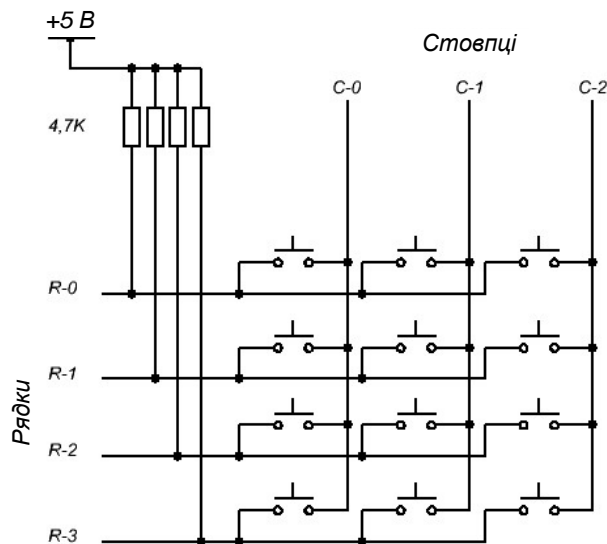 +5 В
Стовпці
C-0
C-1
C-2
4,7K
R-0
R-1
R-2
R-3
Рядки